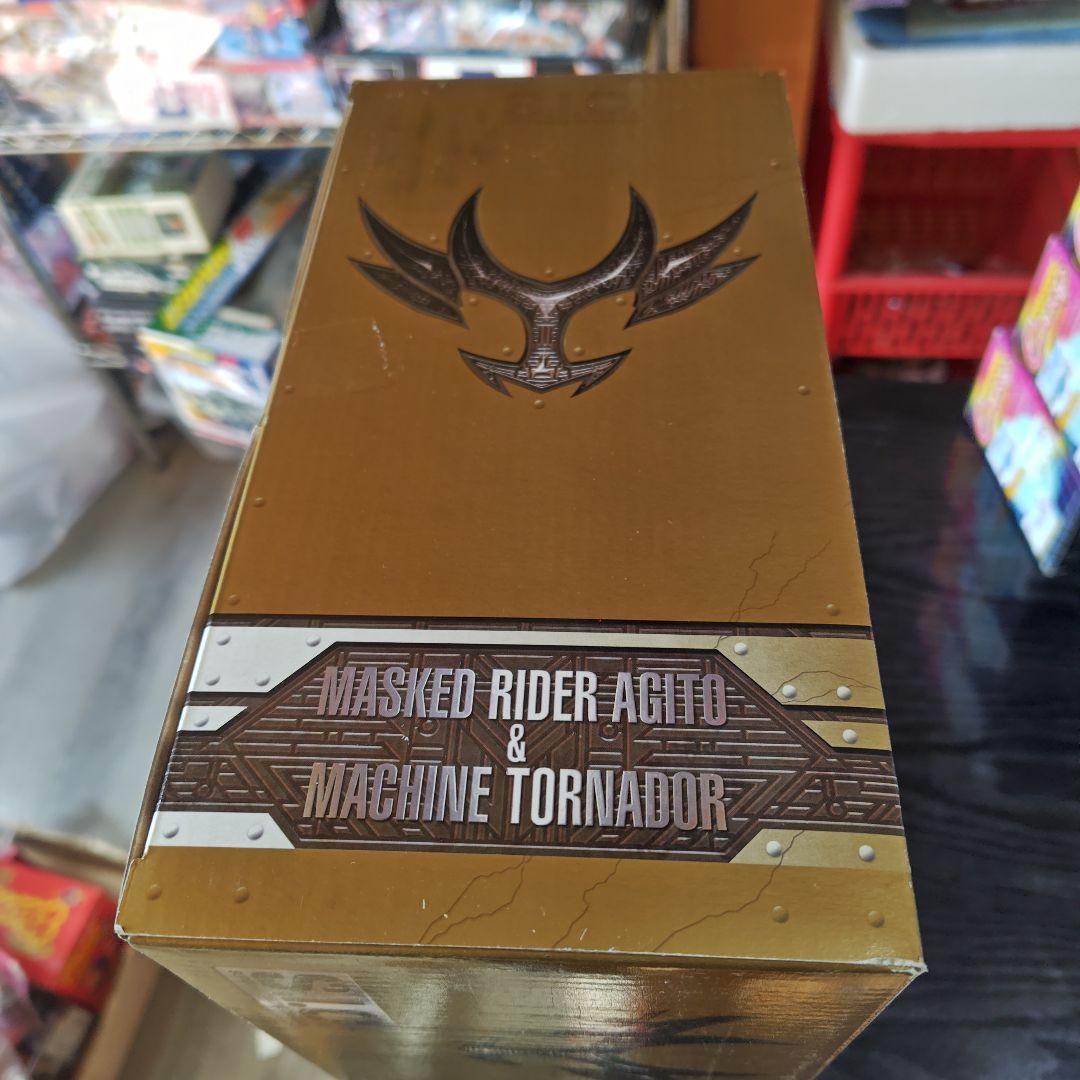 MASKED RIDER AGITO
&
MACHINE TORNADOR